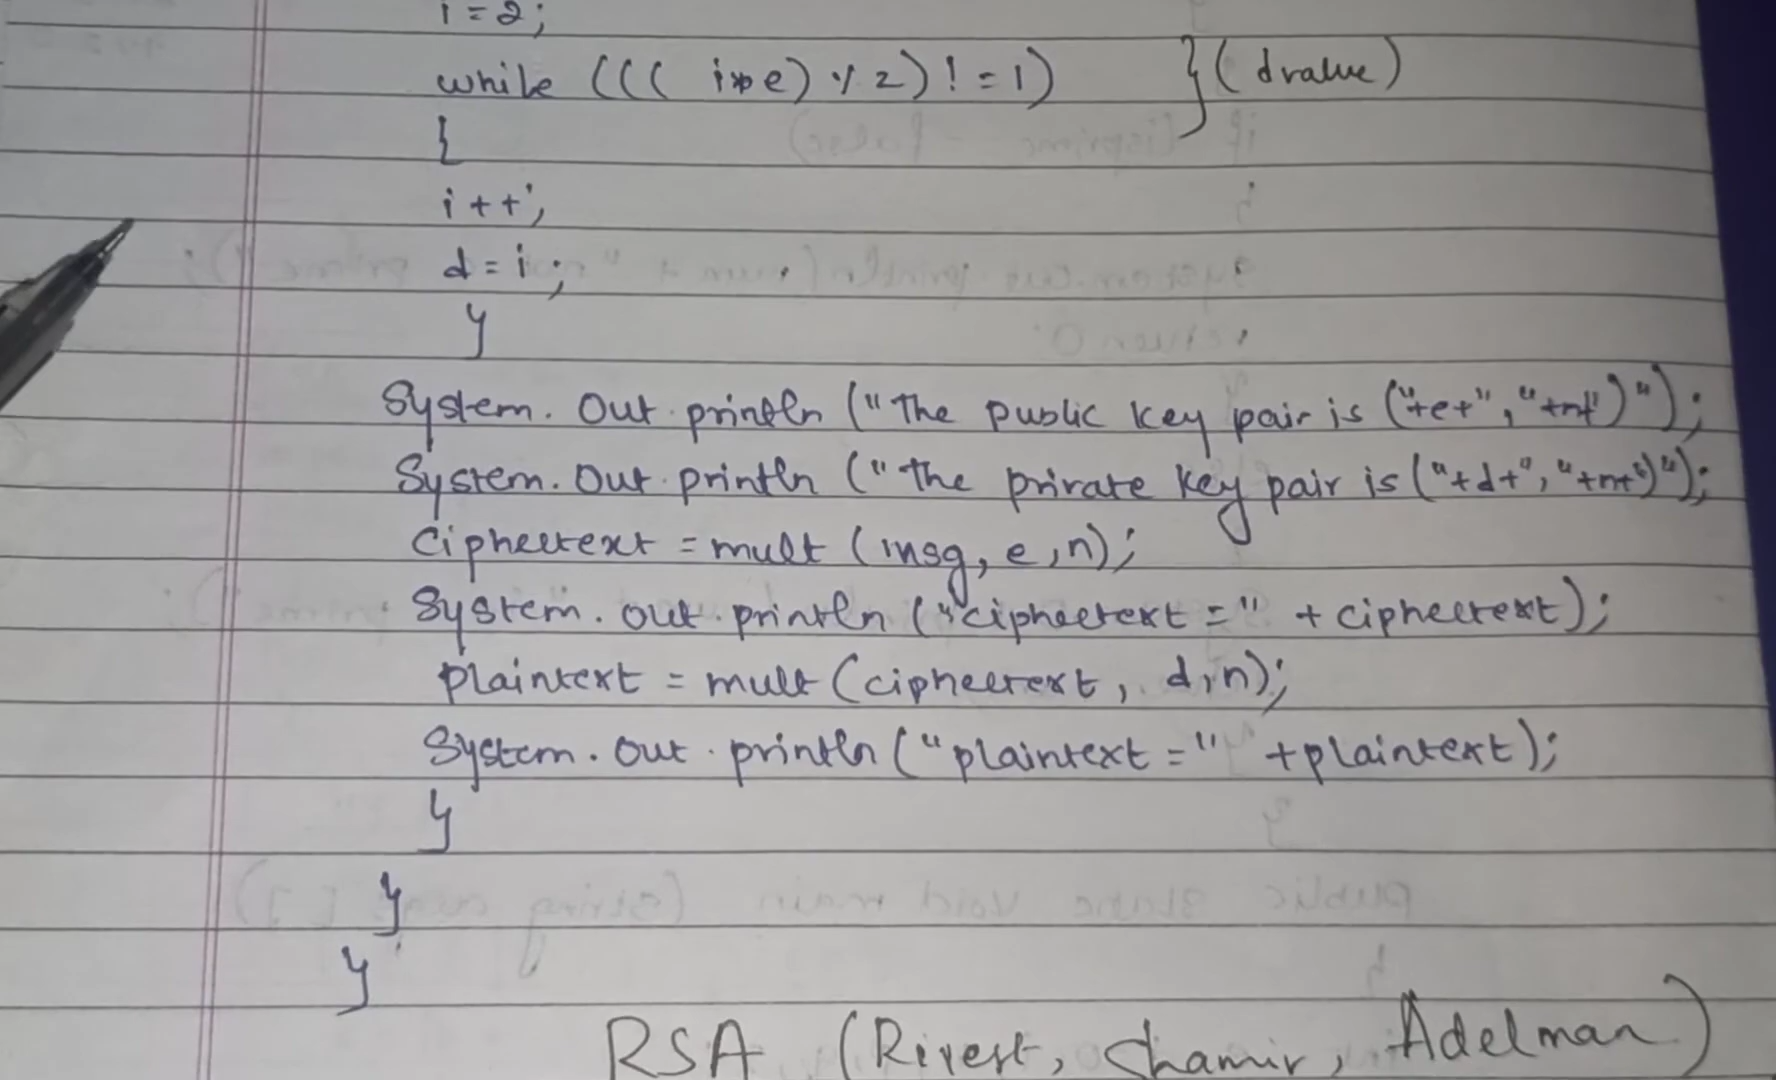 i = 2;
while ((( i*e) % z) != 1) } (dvalue)
{
i++;
d = i;
}
System. Out. println ("The public key pair is ("+e+", "+n+")");
System. Out. println ("The private key pair is ("+d+", "+n+")");
Ciphertext = mult (msg, e, n);
System. out. println ("ciphertext =" + ciphertext);
plaintext = mult (ciphertext, d, n);
System. out. println ("plaintext =" +plaintext);
}
}
}
RSA (Rivest, Shamir, Adelman)